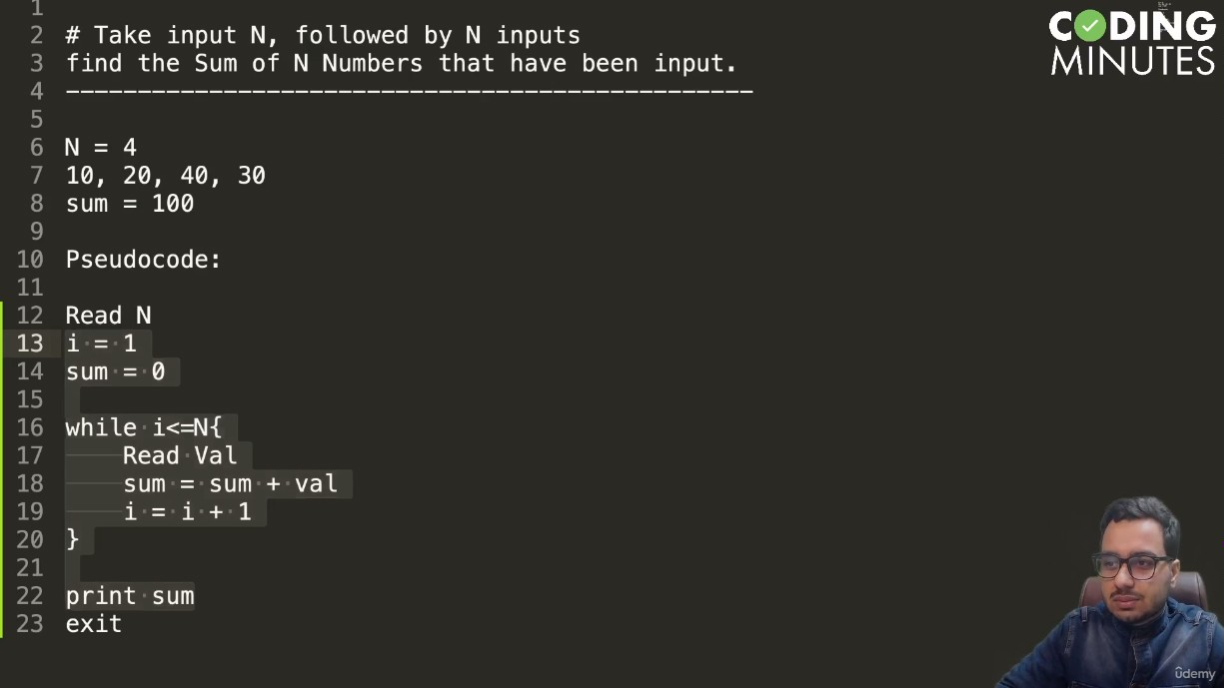 CODING
MINUTES
1
2 # Take input N, followed by N inputs
3 find the Sum of N Numbers that have been input.
4 ------------------------------------------------
5
6 N = 4
7 10, 20, 40, 30
8 sum = 100
9
10 Pseudocode:
11
12 Read N
13 i = 1
14 sum = 0
15
16 while i<=N{
17 Read Val
18 sum = sum + val
19 i = i + 1
20 }
21
22 print sum
23 exit
ûdemy